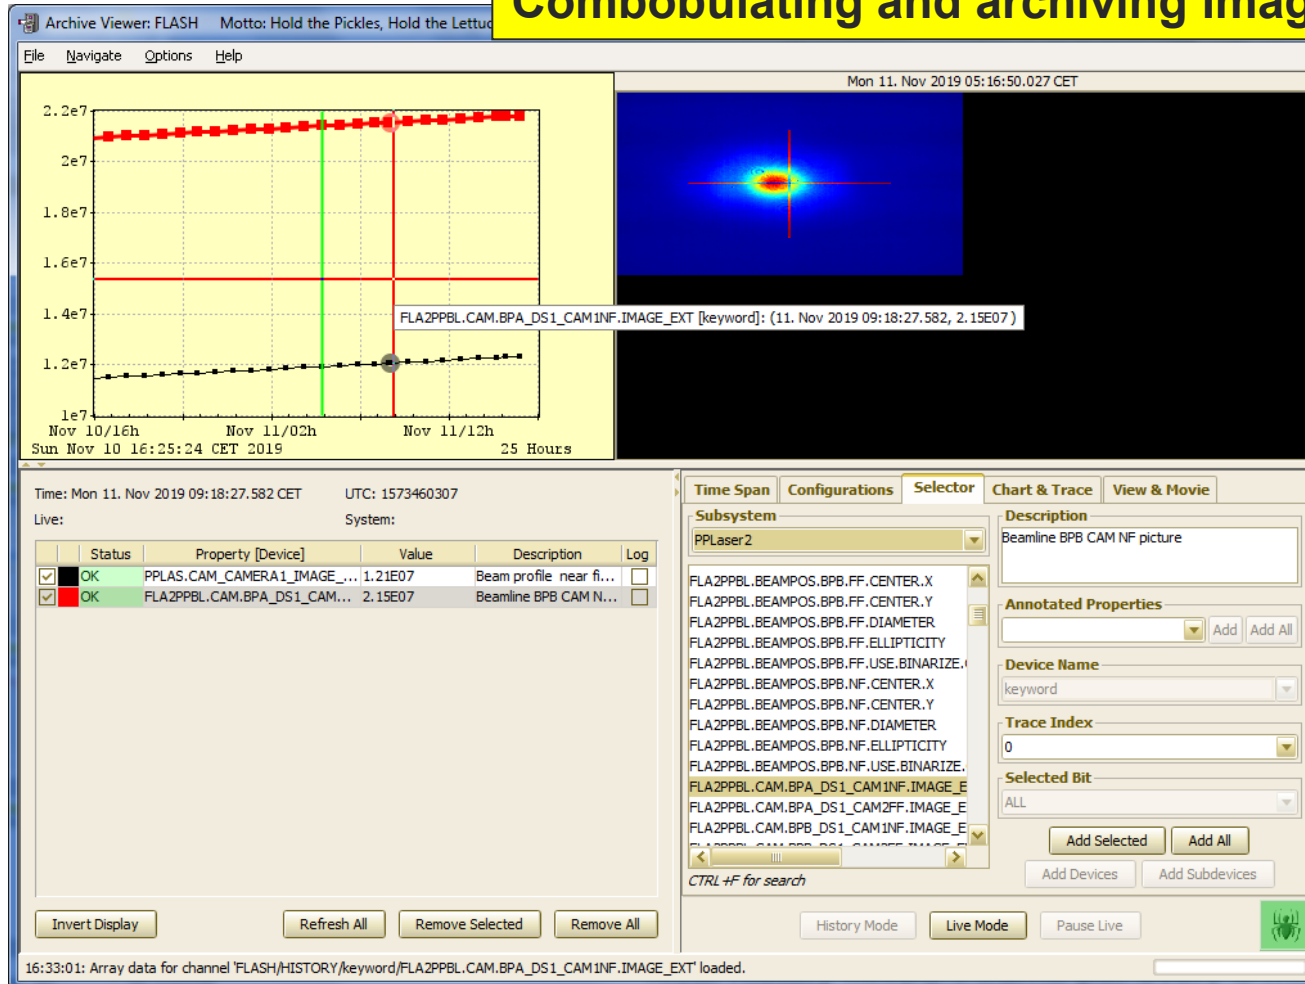 Combobulating and archiving imag
Archive Viewer: FLASH Motto: Hold the Pickles, Hold the Lettuc
File Navigate Options Help
Mon 11. Nov 2019 05:16:50.027 CET
2.2e7
2e7
1.8e7
1.6e7
1.4e7
1.2e7
1e7
FLA2PPBL.CAM.BPA_DS1_CAM1NF.IMAGE_EXT [keyword]: (11. Nov 2019 09:18:27.582, 2.15E07 )
Nov 10/16h Nov 11/02h Nov 11/12h
Sun Nov 10 16:25:24 CET 2019 25 Hours
Time: Mon 11. Nov 2019 09:18:27.582 CET UTC: 1573460307
Live: System:
Status Property [Device] Value Description Log
OK PPLAS.CAM_CAMERA1_IMAGE_... 1.21E07 Beam profile near fi...
OK FLA2PPBL.CAM.BPA_DS1_CAM... 2.15E07 Beamline BPB CAM N...
Invert Display Refresh All Remove Selected Remove All
Time Span Configurations Selector Chart & Trace View & Movie
Subsystem
PPLaser2
FLA2PPBL.BEAMPOS.BPB.FF.CENTER.X
FLA2PPBL.BEAMPOS.BPB.FF.CENTER.Y
FLA2PPBL.BEAMPOS.BPB.FF.DIAMETER
FLA2PPBL.BEAMPOS.BPB.FF.ELLIPTICITY
FLA2PPBL.BEAMPOS.BPB.FF.USE.BINARIZE.
FLA2PPBL.BEAMPOS.BPB.NF.CENTER.X
FLA2PPBL.BEAMPOS.BPB.NF.CENTER.Y
FLA2PPBL.BEAMPOS.BPB.NF.DIAMETER
FLA2PPBL.BEAMPOS.BPB.NF.ELLIPTICITY
FLA2PPBL.BEAMPOS.BPB.NF.USE.BINARIZE.
FLA2PPBL.CAM.BPA_DS1_CAM1NF.IMAGE_E
FLA2PPBL.CAM.BPA_DS1_CAM2FF.IMAGE_E
FLA2PPBL.CAM.BPB_DS1_CAM1NF.IMAGE_E
CTRL+F for search
Description
Beamline BPB CAM NF picture
Annotated Properties
Add Add All
Device Name
keyword
Trace Index
0
Selected Bit
ALL
Add Selected Add All
Add Devices Add Subdevices
History Mode Live Mode Pause Live
16:33:01: Array data for channel 'FLASH/HISTORY/keyword/FLA2PPBL.CAM.BPA_DS1_CAM1NF.IMAGE_EXT' loaded.